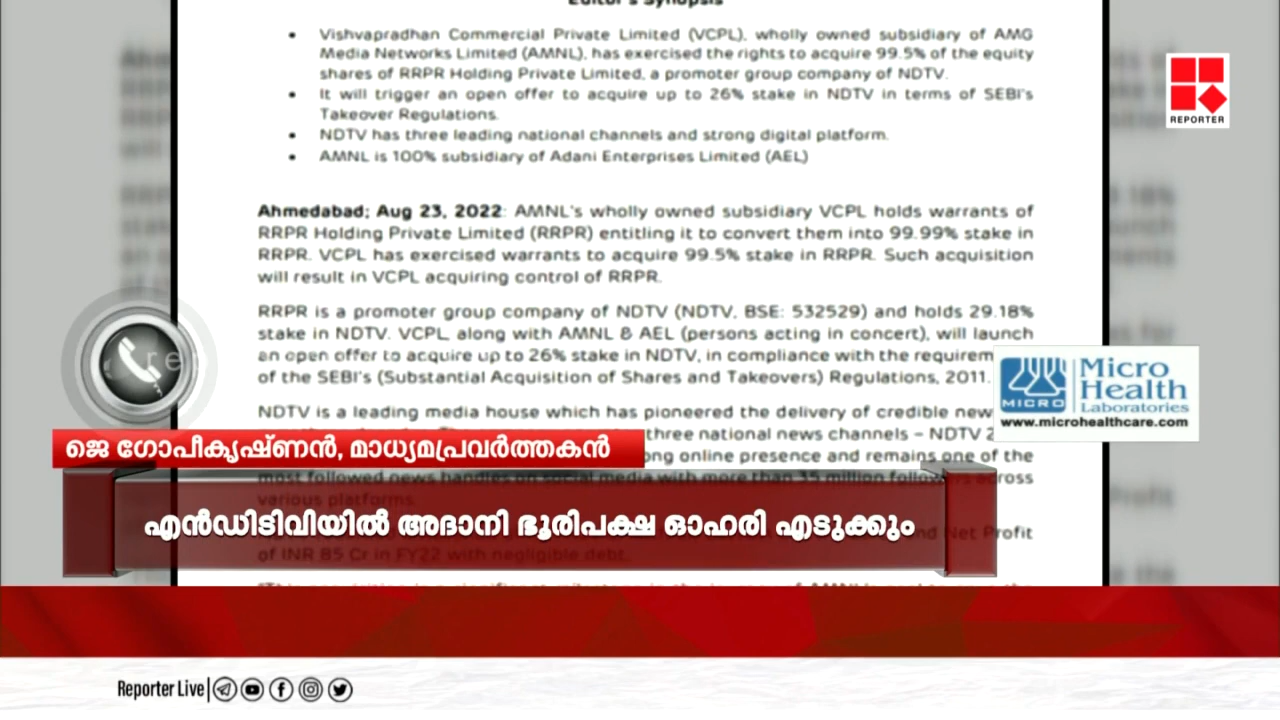 Editor's Synopsis
• Vishvapradhan Commercial Private Limited (VCPL), wholly owned subsidiary of AMG
Media Networks Limited (AMNL), has exercised the rights to acquire 99.5% of the equity
shares of RRPR Holding Private Limited, a promoter group company of NDTV.
• It will trigger an open offer to acquire up to 26% stake in NDTV in terms of SEBI's
Takeover Regulations.
• NDTV has three leading national channels and strong digital platform.
• AMNL is 100% subsidiary of Adani Enterprises Limited (AEL)
REPORTER
Ahmedabad; Aug 23, 2022: AMNL's wholly owned subsidiary VCPL holds warrants of
RRPR Holding Private Limited (RRPR) entitling it to convert them into 99.99% stake in
RRPR. VCPL has exercised warrants to acquire 99.5% stake in RRPR. Such acquisition
will result in VCPL acquiring control of RRPR.
RRPR is a promoter group company of NDTV (NDTV, BSE: 532529) and holds 29.18%
stake in NDTV. VCPL, along with AMNL & AEL (persons acting in concert), will launch
an open offer to acquire up to 26% stake in NDTV, in compliance with the
of the SEBI's (Substantial Acquisition of Shares and Takeovers) Regulations, 2011.
NDTV is a leading media house which has pioneered the delivery of credible
three national news channels – NDTV
online presence and remains one of the
most followed news handles on social media with more than 35 million
various platforms.
Net Profit
of INR 85 Cr in FY22 with negligible debt.
MICRO
Micro
Health
Laboratories
www.microhealthcare.com
ജെ ഗോപീകൃഷ്ണൻ, മാധ്യമപ്രവർത്തകൻ
എൻഡിടിവിയിൽ അദാനി ഭൂരിപക്ഷ ഓഹരി എടുക്കും
Reporter Live